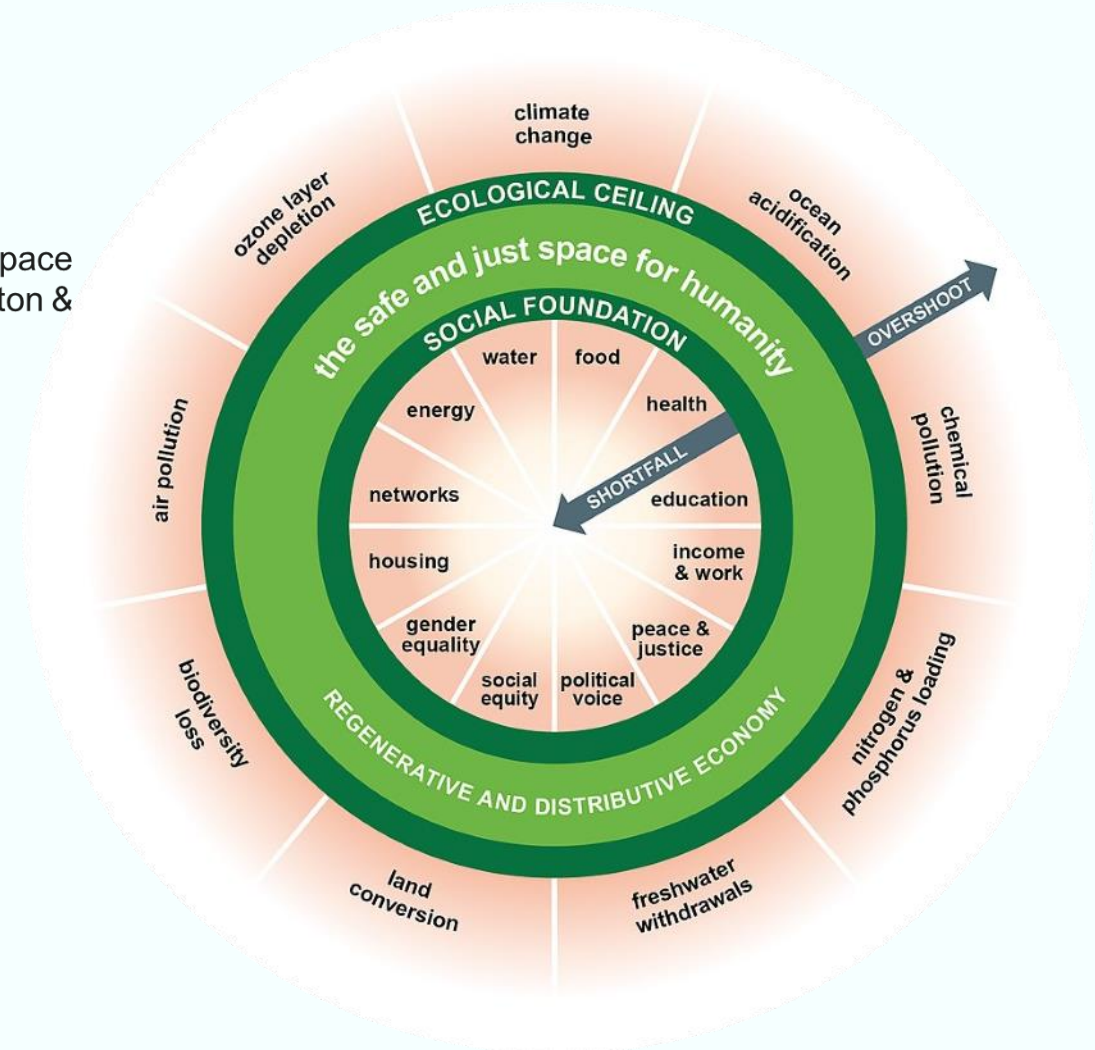 pace
ton &
climate
change
ocean
acidification
OVERSHOOT
chemical
pollution
nitrogen &
phosphorus loading
freshwater
withdrawals
land
conversion
biodiversity
loss
air pollution
ozone layer
depletion
ECOLOGICAL CEILING
the safe and just space for humanity
SOCIAL FOUNDATION
water
food
health
SHORTFALL
education
income
& work
peace &
justice
political
voice
social
equity
gender
equality
housing
networks
energy
REGENERATIVE AND DISTRIBUTIVE ECONOMY